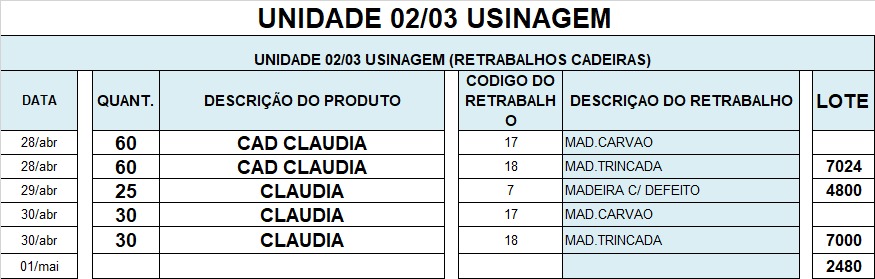 UNIDADE 02/03 USINAGEM
UNIDADE 02/03 USINAGEM (RETRABALHOS CADEIRAS)
DATA QUANT. DESCRIÇÃO DO PRODUTO CODIGO DO RETRABALHO DESCRIÇAO DO RETRABALHO LOTE
28/abr 60 CAD CLAUDIA 17 MAD.CARVAO
28/abr 60 CAD CLAUDIA 18 MAD.TRINCADA 7024
29/abr 25 CLAUDIA 7 MADEIRA C/ DEFEITO 4800
30/abr 30 CLAUDIA 17 MAD.CARVAO
30/abr 30 CLAUDIA 18 MAD.TRINCADA 7000
01/mai 2480